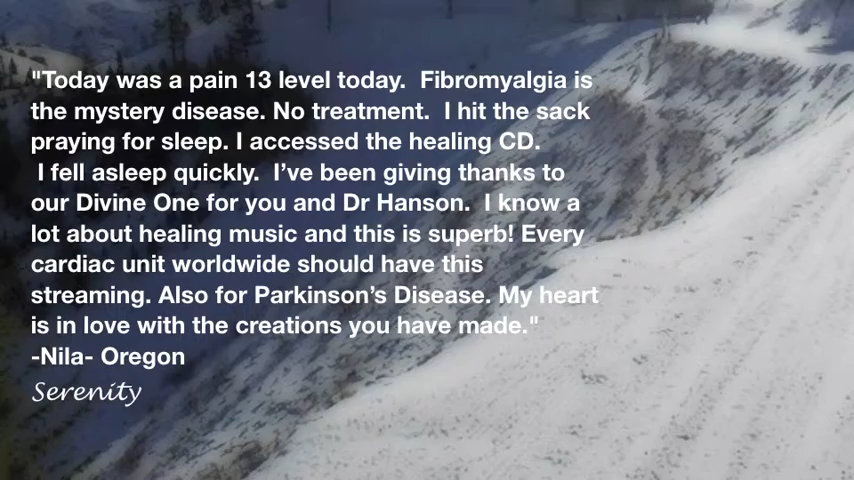 "Today was a pain 13 level today.  Fibromyalgia is
the mystery disease. No treatment.  I hit the sack
praying for sleep. I accessed the healing CD.
 I fell asleep quickly.  I’ve been giving thanks to
our Divine One for you and Dr Hanson.  I know a
lot about healing music and this is superb! Every
cardiac unit worldwide should have this
streaming. Also for Parkinson’s Disease. My heart
is in love with the creations you have made."
-Nila- Oregon
Serenity